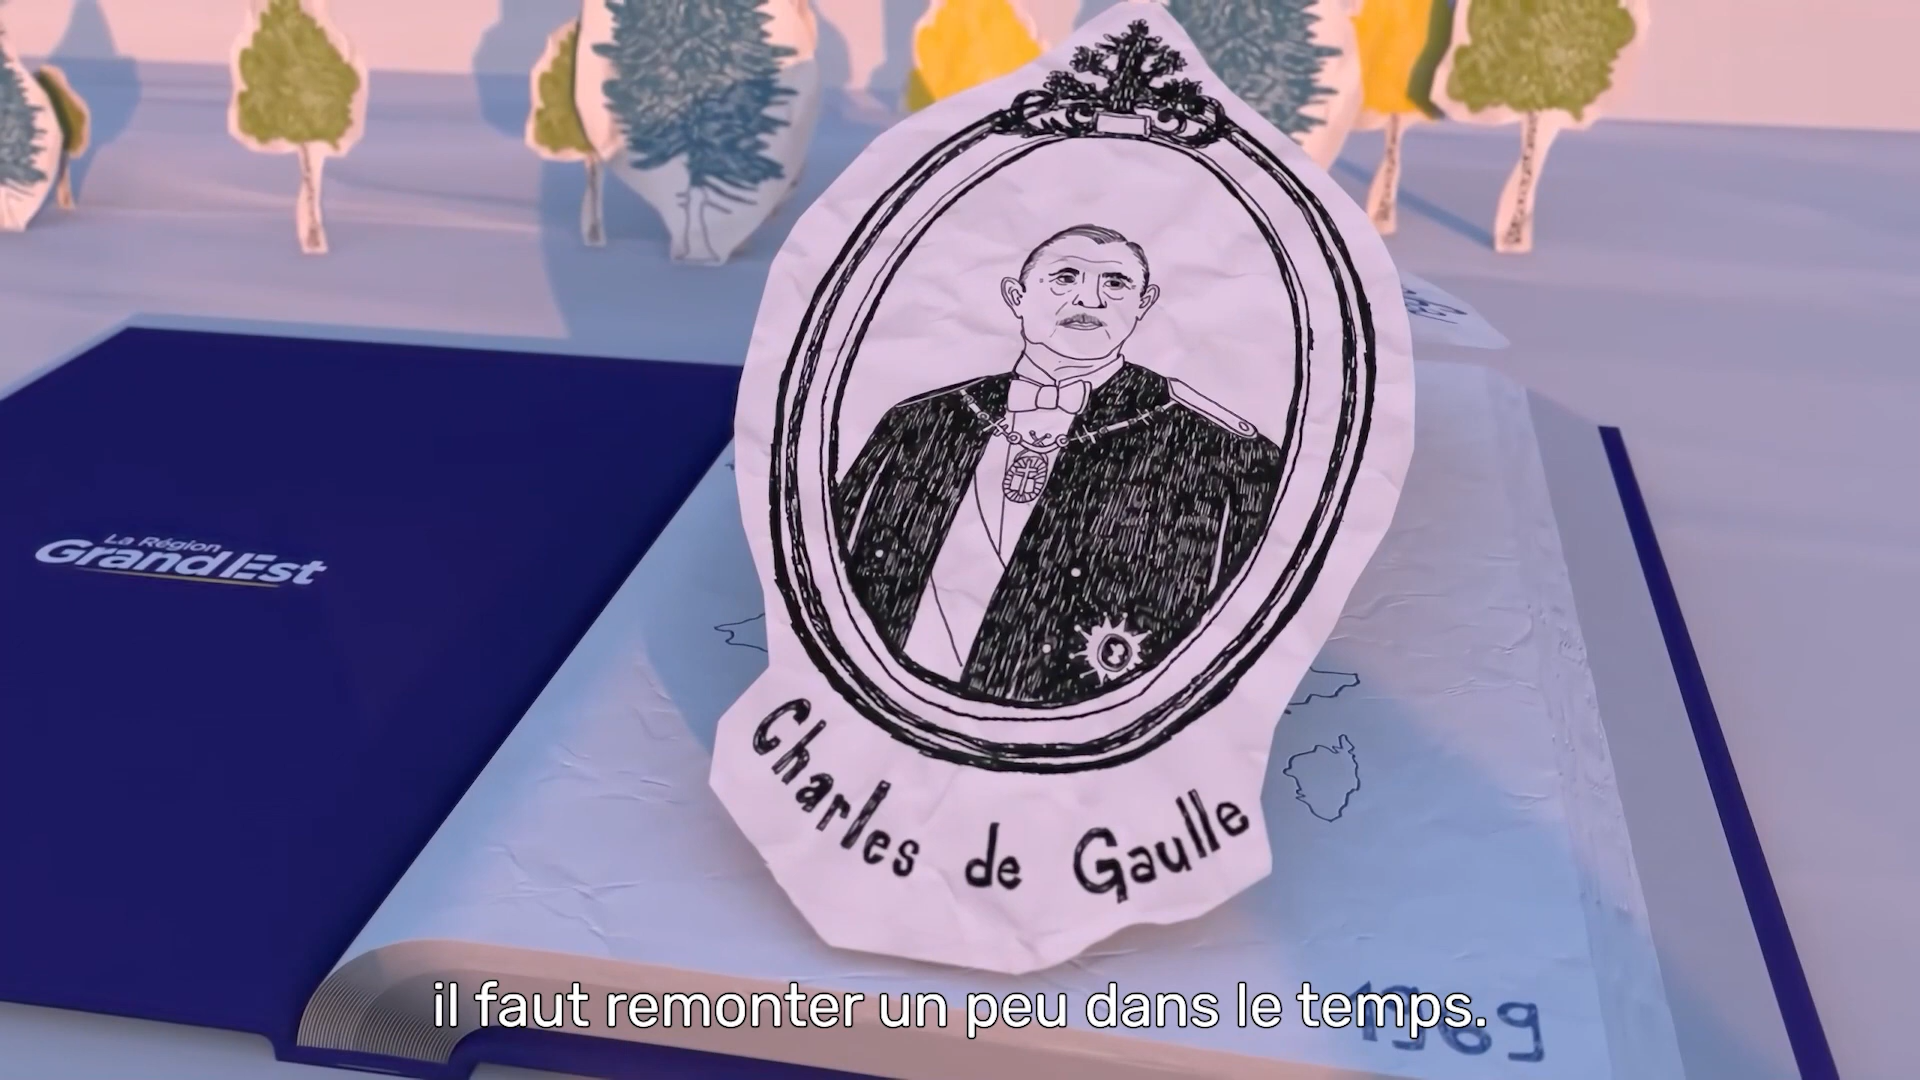 La Région
Grand Est
Charles de Gaulle
il faut remonter un peu dans le temps.
1969